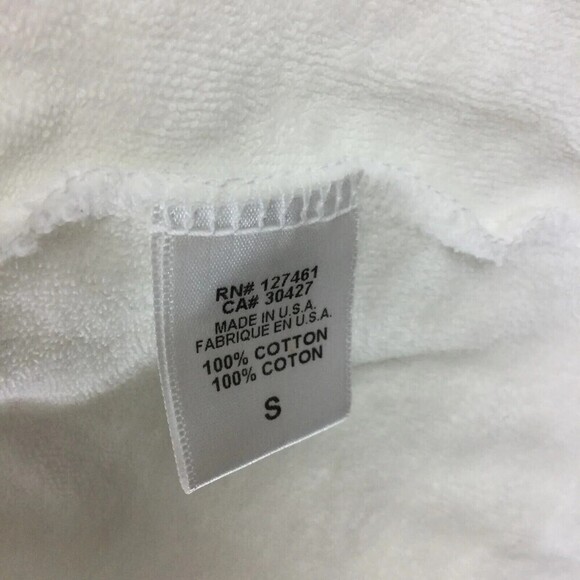 RN# 127461
CA# 30427
MADE IN U.S.A.
FABRIQUE EN U.S.A.
100% COTTON
100% COTON
S